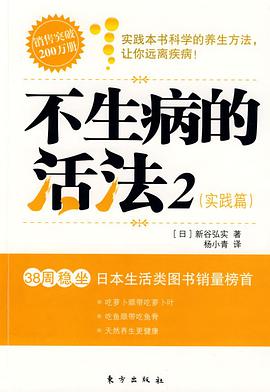 销售突破
200万册
实践本书科学的养生方法，
让你远离疾病！
不生病的
活法2（实践篇）
［日］新谷弘实 著
杨小青 译
38周稳坐 日本生活类图书销量榜首
• 吃萝卜顺带吃萝卜叶
• 吃鱼顺带吃鱼骨
• 天然养生更健康
东方出版社